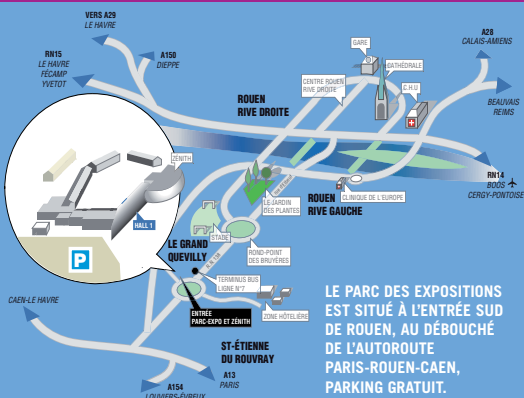 VERS A29
LE HAVRE
A150
DIEPPE
RN15
LE HAVRE
FÉCAMP
YVETOT
GARE
CATHÉDRALE
A28
CALAIS-AMIENS
CENTRE ROUEN
RIVE DROITE
C.H.U
ROUEN
RIVE DROITE
BEAUVAIS
REIMS
ZÉNITH
RN14
BOOS
CERGY-PONTOISE
CLINIQUE DE L'EUROPE
LE JARDIN
DES PLANTES
ROUEN
RIVE GAUCHE
HALL 1
STADE
LE GRAND
QUEVILLY
ROND-POINT
DES BRUYÈRES
P
R.N. 138
TERMINUS BUS
LIGNE N°7
CAEN-LE HAVRE
ZONE HÔTELIÈRE
ENTRÉE
PARC-EXPO ET ZÉNITH
LE PARC DES EXPOSITIONS
EST SITUÉ À L'ENTRÉE SUD
DE ROUEN, AU DÉBOUCHÉ
DE L'AUTOROUTE
PARIS-ROUEN-CAEN,
PARKING GRATUIT.
ST-ÉTIENNE
DU ROUVRAY
A13
PARIS
A154
LOUVIERS-ÉVREUX